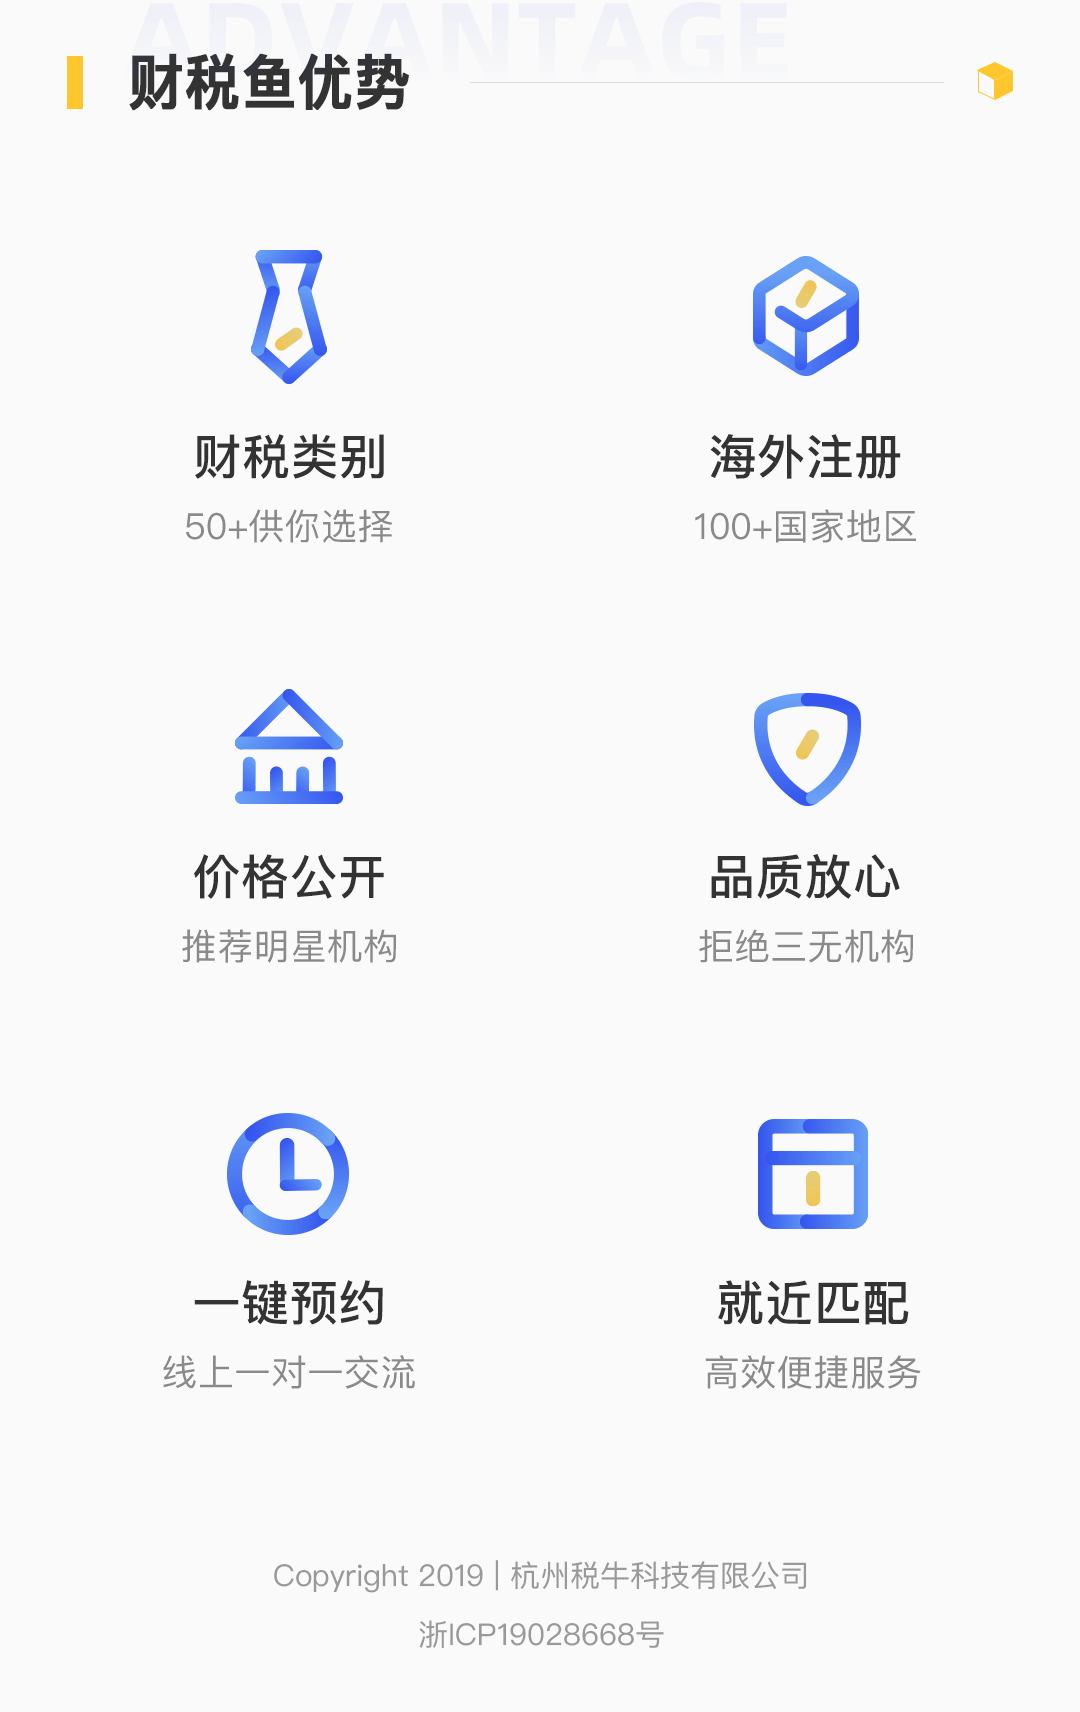 ADVANTAGE
财税鱼优势
财税类别
50+供你选择
海外注册
100+国家地区
价格公开
推荐明星机构
品质放心
拒绝三无机构
一键预约
线上一对一交流
就近匹配
高效便捷服务
Copyright 2019 | 杭州税牛科技有限公司
浙ICP19028668号